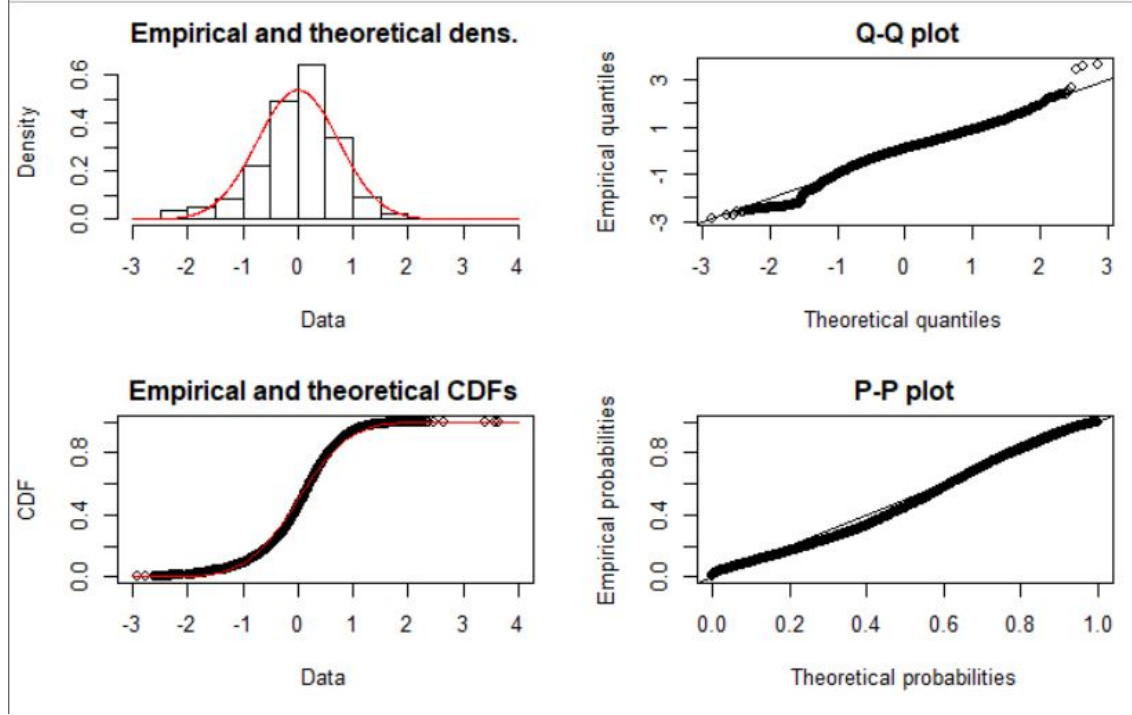 Empirical and theoretical dens.
Density
0.0 0.2 0.4 0.6
-3 -2 -1 0 1 2 3 4
Data
Q-Q plot
Empirical quantiles
-3 -1 1 3
-3 -2 -1 0 1 2 3
Theoretical quantiles
Empirical and theoretical CDFs
CDF
0.0 0.4 0.8
-3 -2 -1 0 1 2 3 4
Data
P-P plot
Empirical probabilities
0.0 0.4 0.8
0.0 0.2 0.4 0.6 0.8 1.0
Theoretical probabilities